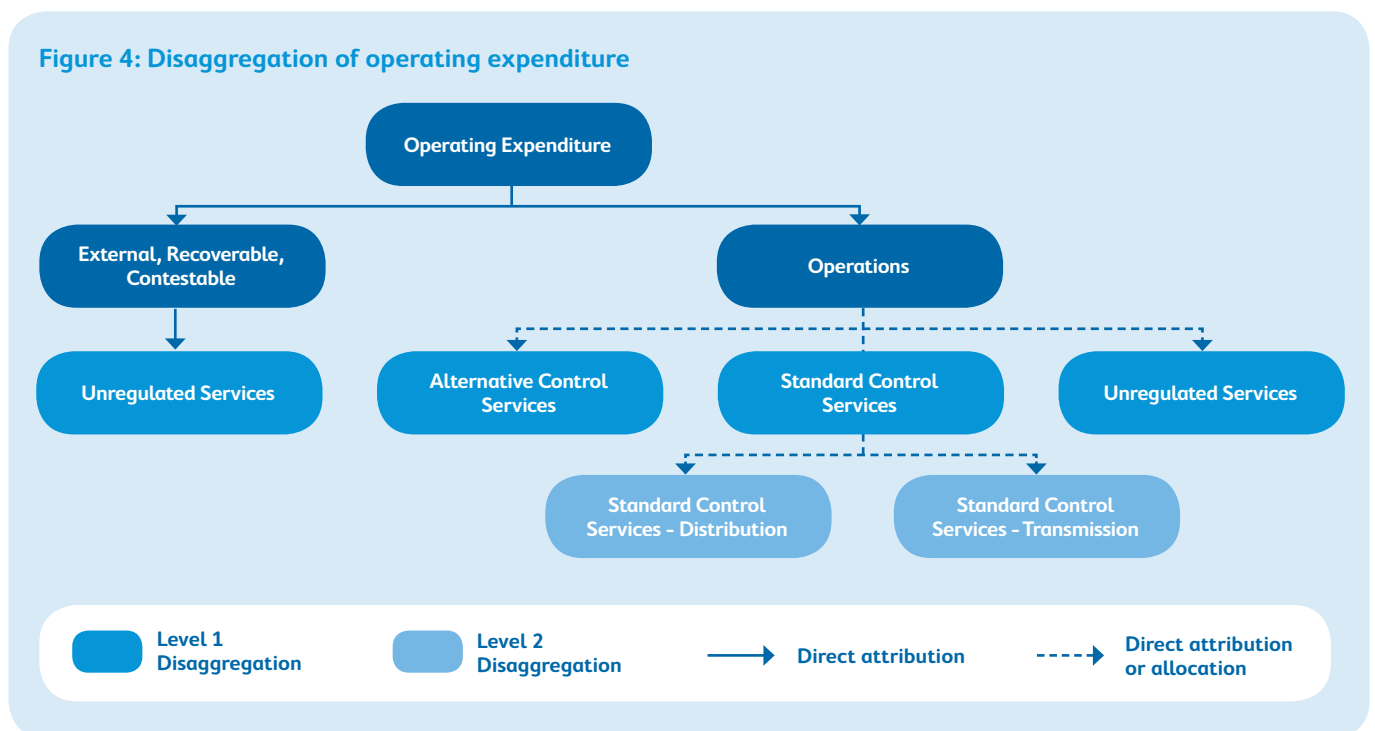 Figure 4: Disaggregation of operating expenditure
Operating Expenditure
External, Recoverable,
Contestable
Operations
Unregulated Services
Alternative Control
Services
Standard Control
Services
Unregulated Services
Standard Control
Services - Distribution
Standard Control
Services - Transmission
Level 1
Disaggregation
Level 2
Disaggregation
Direct attribution
Direct attribution
or allocation